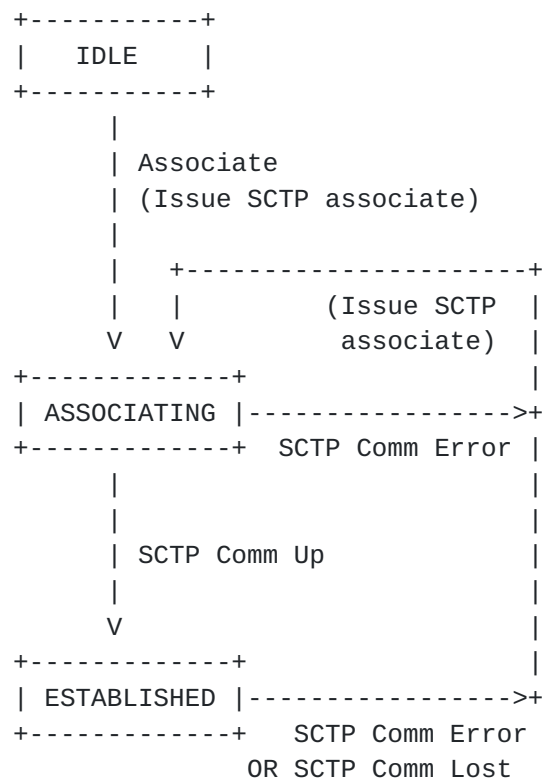 IDLE
Associate
(Issue SCTP associate)
(Issue SCTP
associate)
ASSOCIATING
SCTP Comm Error
SCTP Comm Up
ESTABLISHED
SCTP Comm Error
OR SCTP Comm Lost